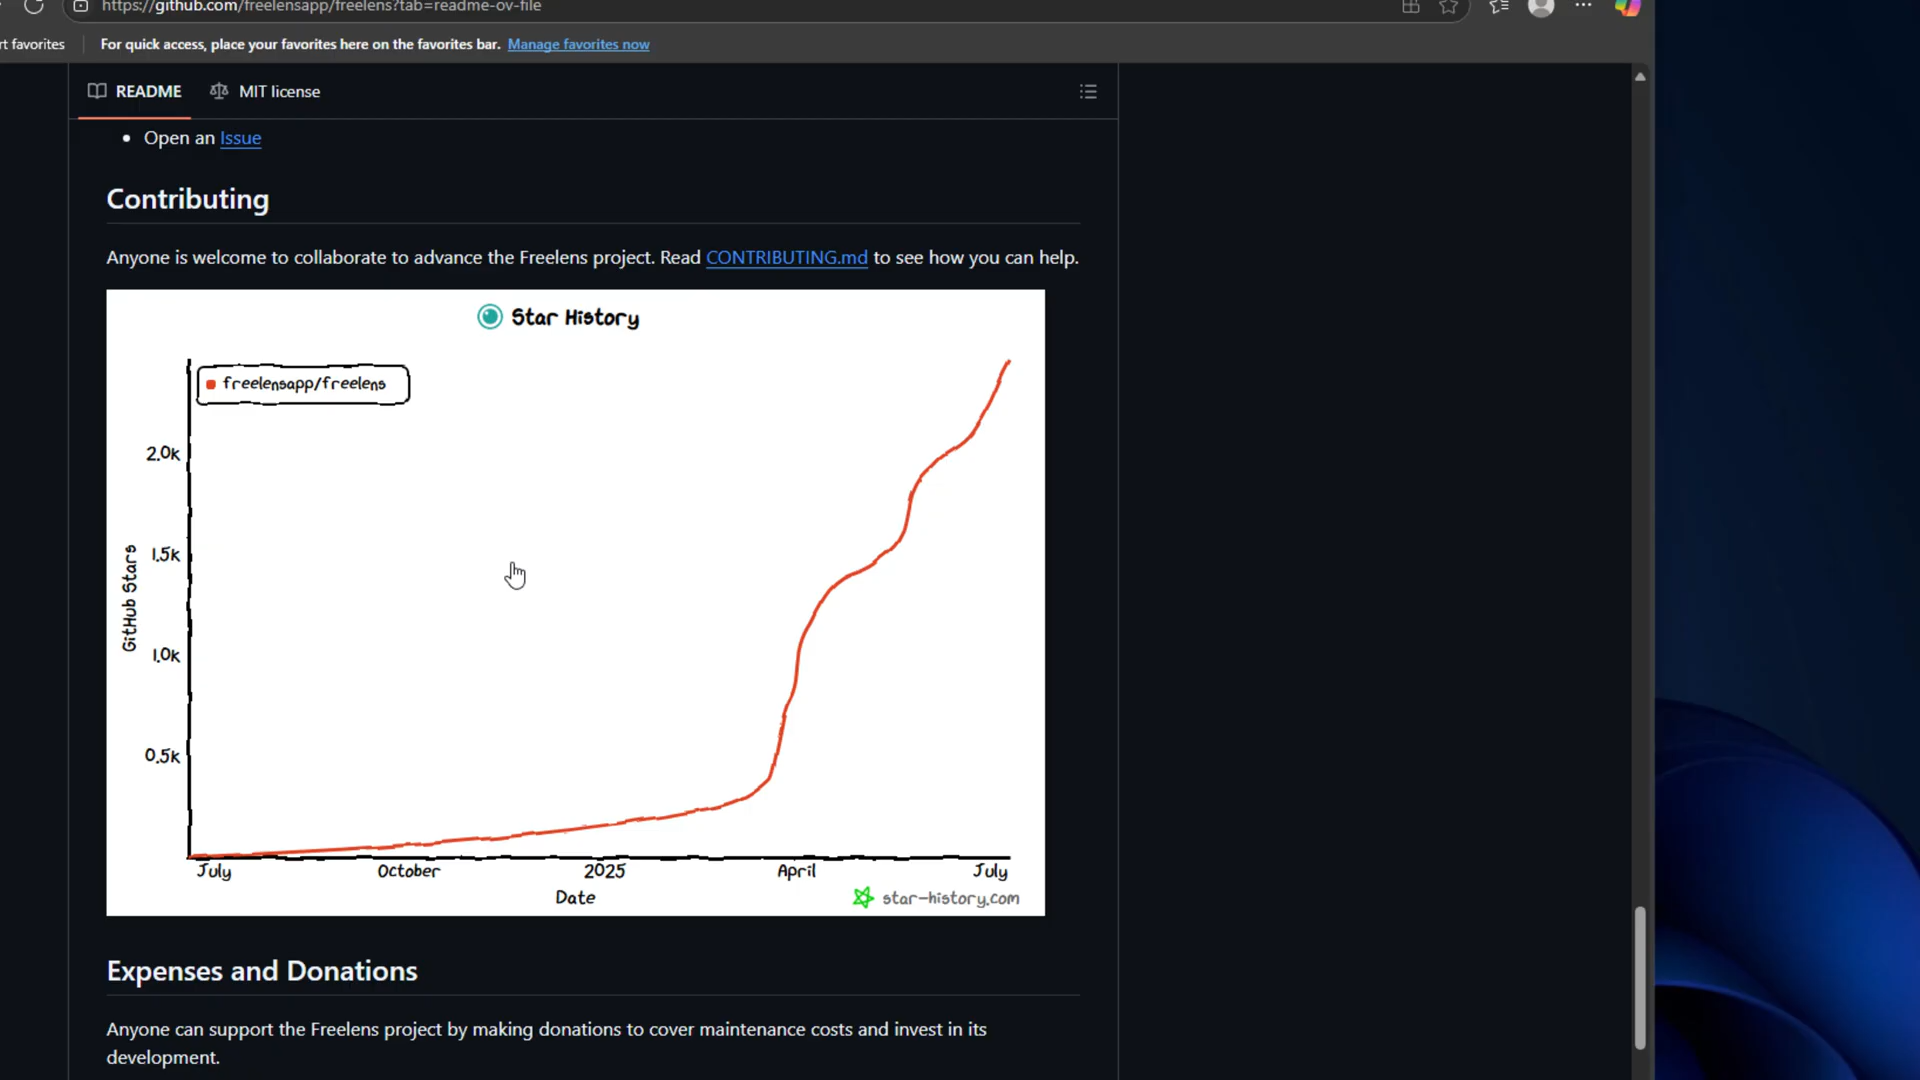 https://github.com/freelensapp/freelens?tab=readme-ov-file
rt favorites
For quick access, place your favorites here on the favorites bar. Manage favorites now
README
MIT license
Open an Issue
Contributing
Anyone is welcome to collaborate to advance the Freelens project. Read CONTRIBUTING.md to see how you can help.
Star History
freelensapp/freelens
2.0k
1.5k
1.0k
0.5k
GitHub Stars
July October 2025 April July
Date
star-history.com
Expenses and Donations
Anyone can support the Freelens project by making donations to cover maintenance costs and invest in its
development.